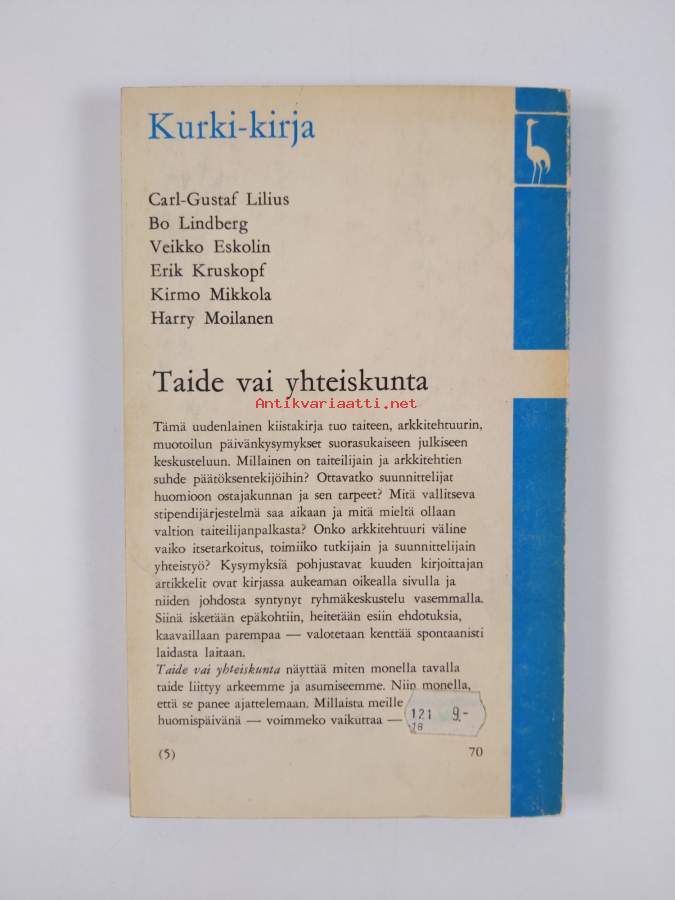 Kurki-kirja
Carl-Gustaf Lilius
Bo Lindberg
Veikko Eskolin
Erik Kruskopf
Kirmo Mikkola
Harry Moilanen
Taide vai yhteiskunta
Antikvariaatti.net
Tämä uudenlainen kiistakirja tuo taiteen, arkkitehtuurin,
muotoilun päivänkysymykset suorasukaiseen julkiseen
keskusteluun. Millainen on taiteilijain ja arkkitehtien
suhde päätöksentekijöihin? Ottavatko suunnittelijat
huomioon ostajakunnan ja sen tarpeet? Mitä vallitseva
stipendijärjestelmä saa aikaan ja mitä mieltä ollaan
valtion taiteilijanpalkasta? Onko arkkitehtuuri väline
vaiko itsetarkoitus, toimiiko tutkijain ja suunnittelijain
yhteistyö? Kysymyksiä pohjustavat kuuden kirjoittajan
artikkelit ovat kirjassa aukeaman oikealla sivulla ja
niiden johdosta syntynyt ryhmäkeskustelu vasemmalla.
Siinä isketään epäkohtiin, heitetään esiin ehdotuksia,
kaavaillaan parempaa — valotetaan kenttää spontaanisti
laidasta laitaan.
Taide vai yhteiskunta näyttää miten monella tavalla
taide liittyy arkeemme ja asumiseemme. Niin monella,
että se panee ajattelemaan. Millaista meille
huomispäivänä — voimmeko vaikuttaa —
121 9.-
18
(5) 70